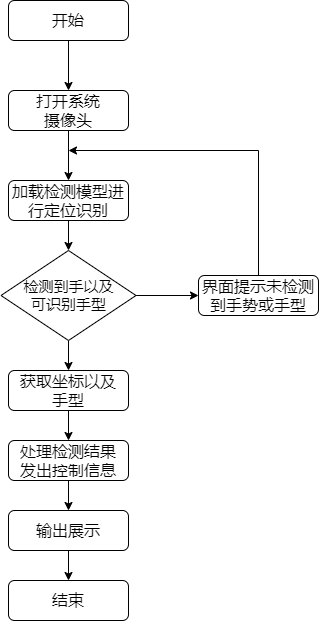 开始
打开系统
摄像头
加载检测模型进
行定位识别
检测到手以及
可识别手型
界面提示未检测
到手势或手型
获取坐标以及
手型
处理检测结果
发出控制信息
输出展示
结束